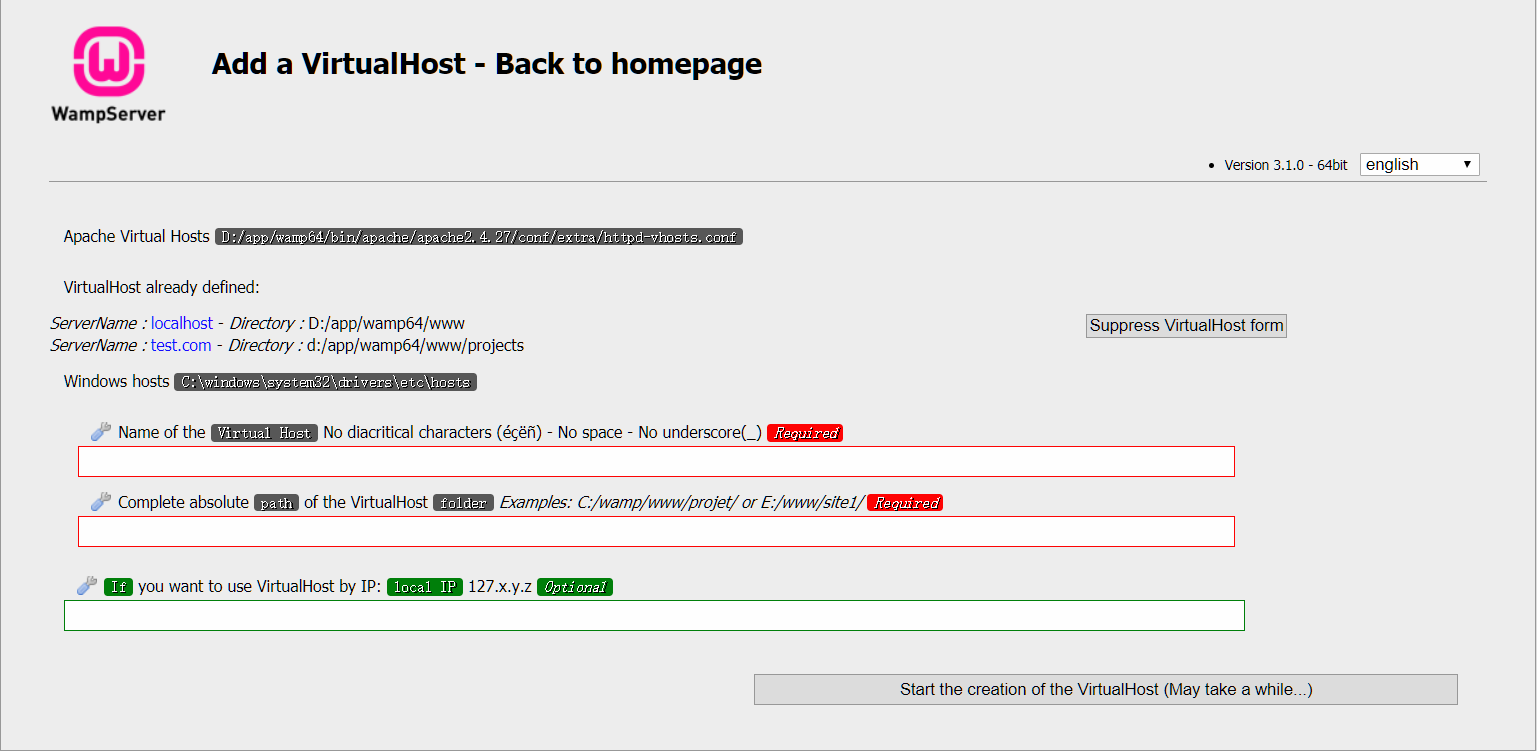 WampServer
Add a VirtualHost - Back to homepage
• Version 3.1.0 - 64bit english
Apache Virtual Hosts D:/app/wamp64/bin/apache/apache2.4.27/conf/extra/httpd-vhosts.conf
VirtualHost already defined:
ServerName : localhost - Directory : D:/app/wamp64/www
Suppress VirtualHost form
ServerName : test.com - Directory : d:/app/wamp64/www/projects
Windows hosts C:\windows\system32\drivers\etc\hosts
Name of the Virtual Host No diacritical characters (éçëñ) - No space - No underscore(_) Required
Complete absolute path of the VirtualHost folder Examples: C:/wamp/www/projet/ or E:/www/site1/ Required
If you want to use VirtualHost by IP: local IP 127.x.y.z Optional
Start the creation of the VirtualHost (May take a while...)